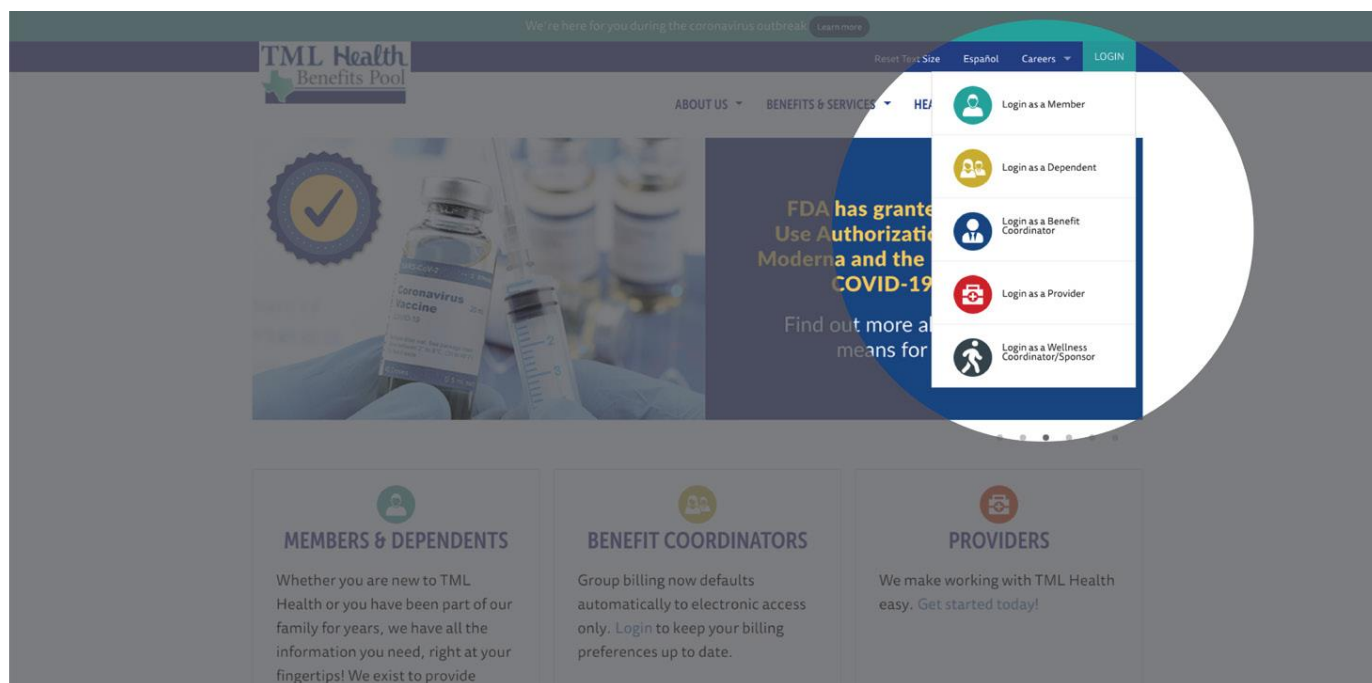 We're here for you during the coronavirus outbreak. Learn more
TML Health
Benefits Pool
Reset Text Size Español Careers LOGIN
ABOUT US BENEFITS & SERVICES HEA
Login as a Member
Login as a Dependent
Login as a Benefit
Coordinator
Login as a Provider
Login as a Wellness
Coordinator/Sponsor
FDA has grante
Use Authorizatio
Moderna and the
COVID-19
Find out more al
means for
Coronavirus
Vaccine
COVID-19
MEMBERS & DEPENDENTS
Whether you are new to TML
Health or you have been part of our
family for years, we have all the
information you need, right at your
fingertips! We exist to provide
BENEFIT COORDINATORS
Group billing now defaults
automatically to electronic access
only. Login to keep your billing
preferences up to date.
PROVIDERS
We make working with TML Health
easy. Get started today!